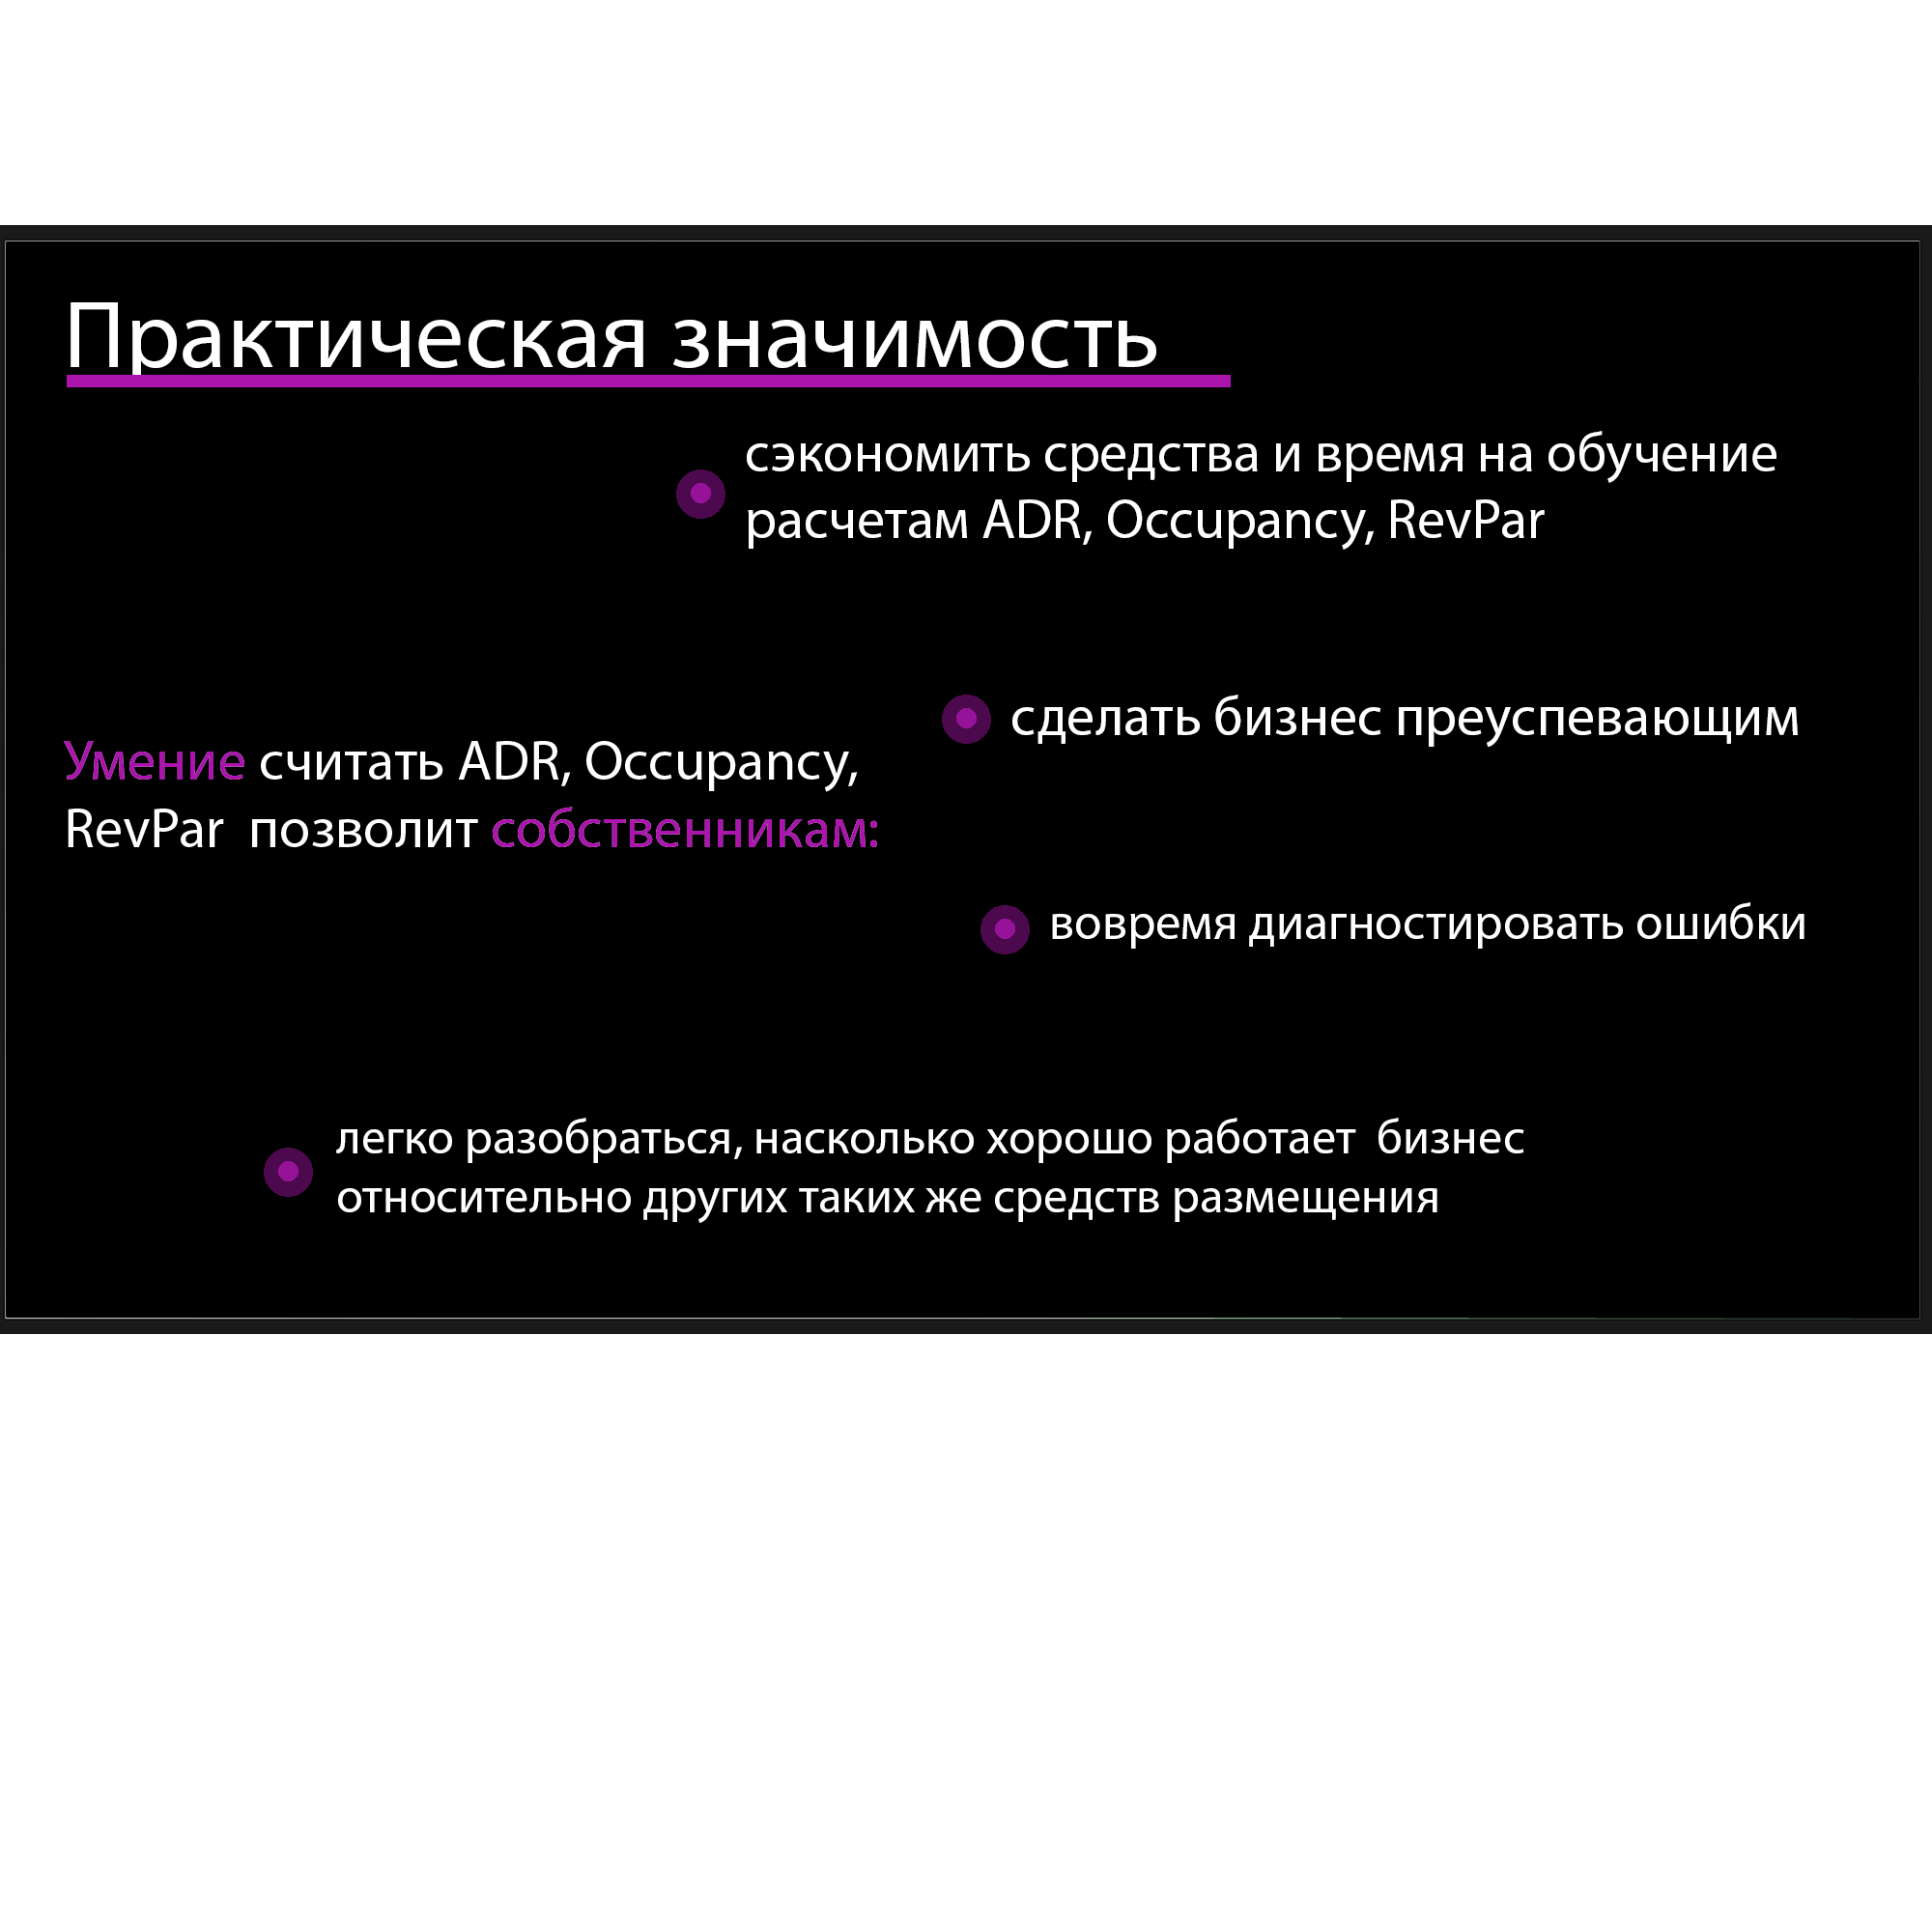 Практическая значимость
сэкономить средства и время на обучение
расчетам ADR, Occupancy, RevPar
сделать бизнес преуспевающим
Умение считать ADR, Occupancy,
RevPar  позволит собственникам:
вовремя диагностировать ошибки
легко разобраться, насколько хорошо работает  бизнес
относительно других таких же средств размещения